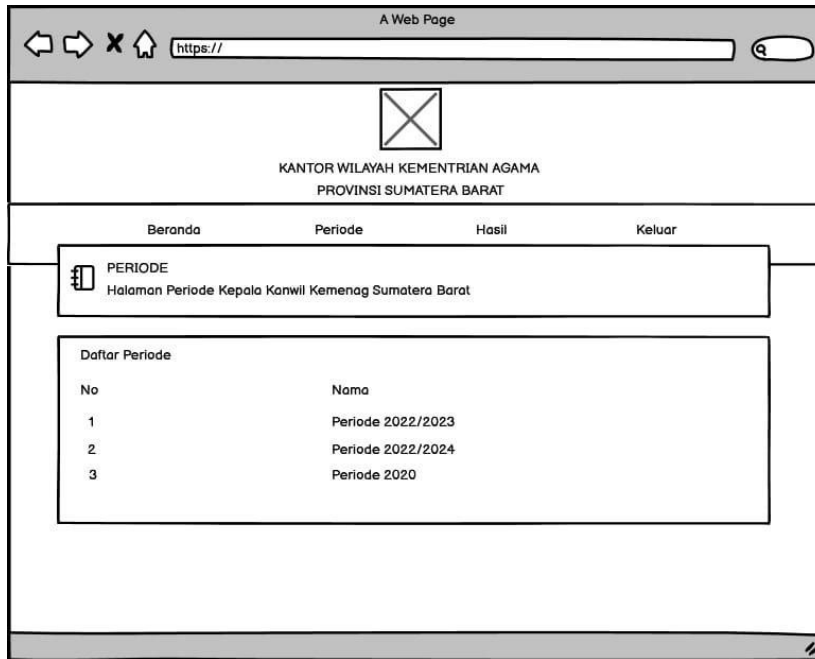 A Web Page
https://
KANTOR WILAYAH KEMENTRIAN AGAMA
PROVINSI SUMATERA BARAT
Beranda Periode Hasil Keluar
PERIODE
Halaman Periode Kepala Kanwil Kemenag Sumatera Barat
Daftar Periode
No Nama
1 Periode 2022/2023
2 Periode 2022/2024
3 Periode 2020